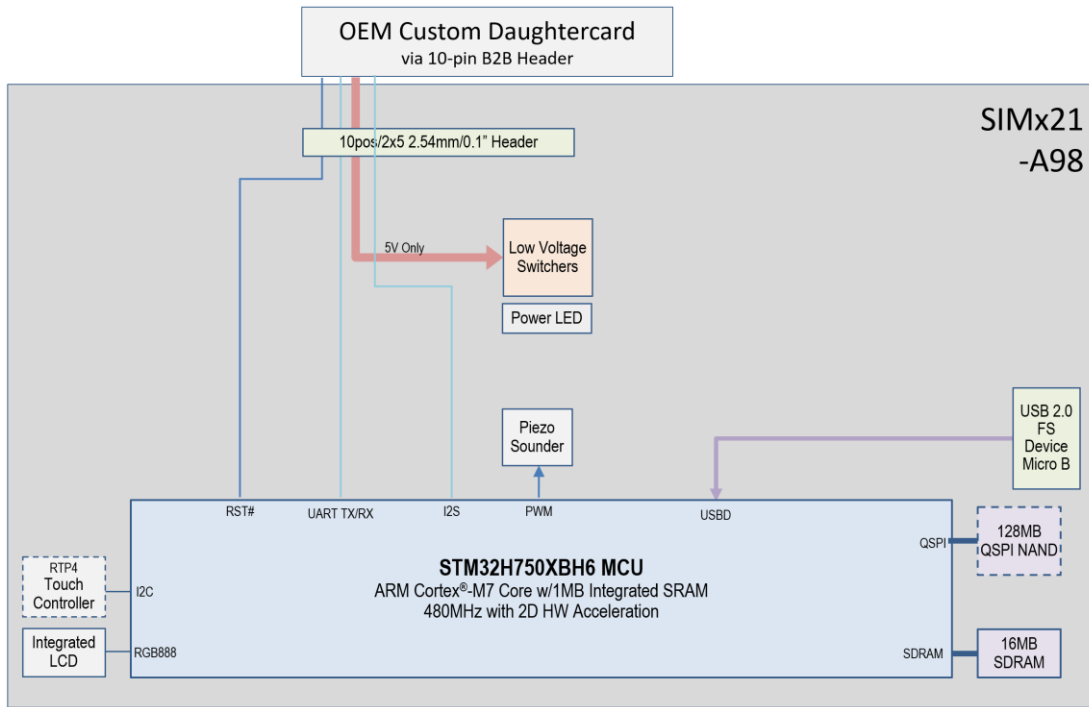 OEM Custom Daughtercard
via 10-pin B2B Header
SIMx21
-A98
10pos/2x5 2.54mm/0.1” Header
5V Only
Low Voltage
Switchers
Power LED
Piezo
Sounder
USB 2.0
FS
Device
Micro B
RST#
UART TX/RX
I2S
PWM
USBD
QSPI
128MB
QSPI NAND
STM32H750XBH6 MCU
ARM Cortex®-M7 Core w/1MB Integrated SRAM
480MHz with 2D HW Acceleration
RTP4
Touch
Controller
I2C
Integrated
LCD
RGB888
SDRAM
16MB
SDRAM